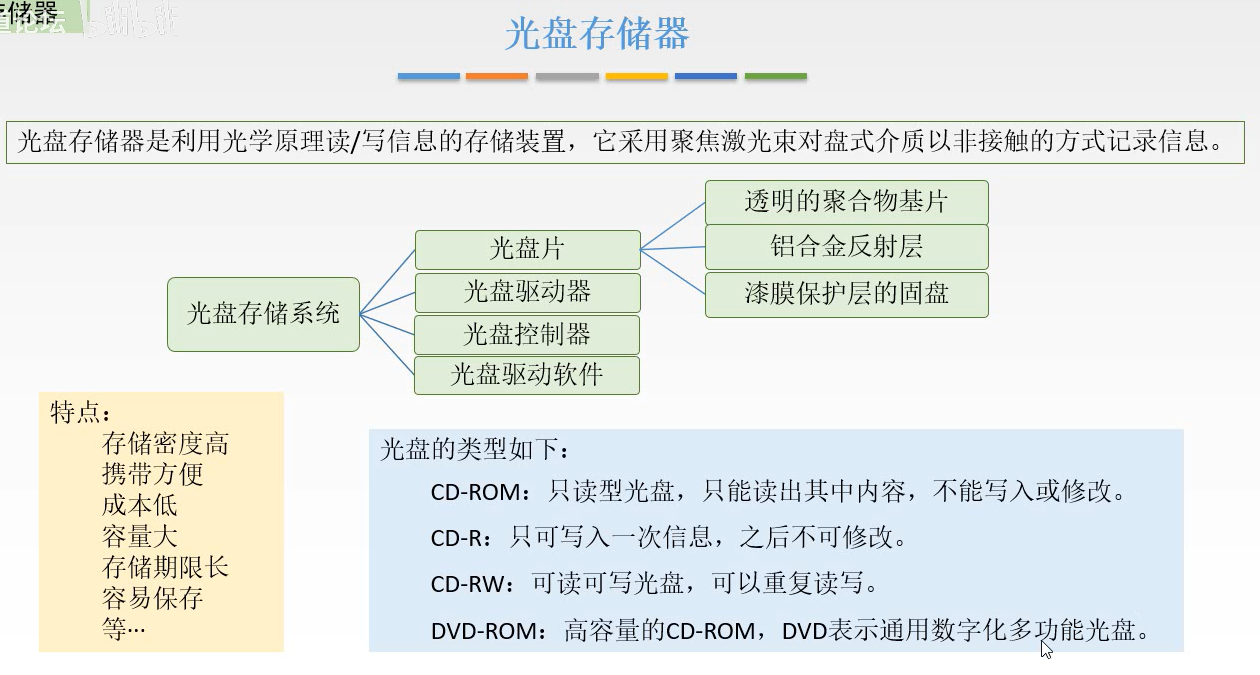 存储器
光盘存储器
光盘存储器是利用光学原理读/写信息的存储装置，它采用聚焦激光束对盘式介质以非接触的方式记录信息。
光盘存储系统
光盘片
光盘驱动器
光盘控制器
光盘驱动软件
透明的聚合物基片
铝合金反射层
漆膜保护层的固盘
特点：
存储密度高
携带方便
成本低
容量大
存储期限长
容易保存
等…
光盘的类型如下：
CD-ROM：只读型光盘，只能读出其中内容，不能写入或修改。
CD-R：只可写入一次信息，之后不可修改。
CD-RW：可读可写光盘，可以重复读写。
DVD-ROM：高容量的CD-ROM，DVD表示通用数字化多功能光盘。